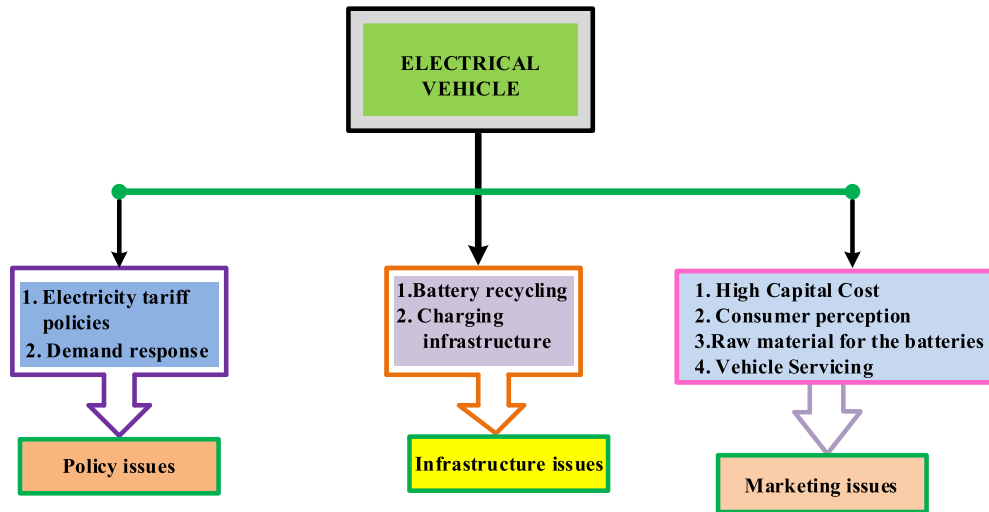 ELECTRICAL
VEHICLE
1. Electricity tariff
policies
2. Demand response
1.Battery recycling
2. Charging
infrastructure
1. High Capital Cost
2. Consumer perception
3.Raw material for the batteries
4. Vehicle Servicing
Policy issues
Infrastructure issues
Marketing issues